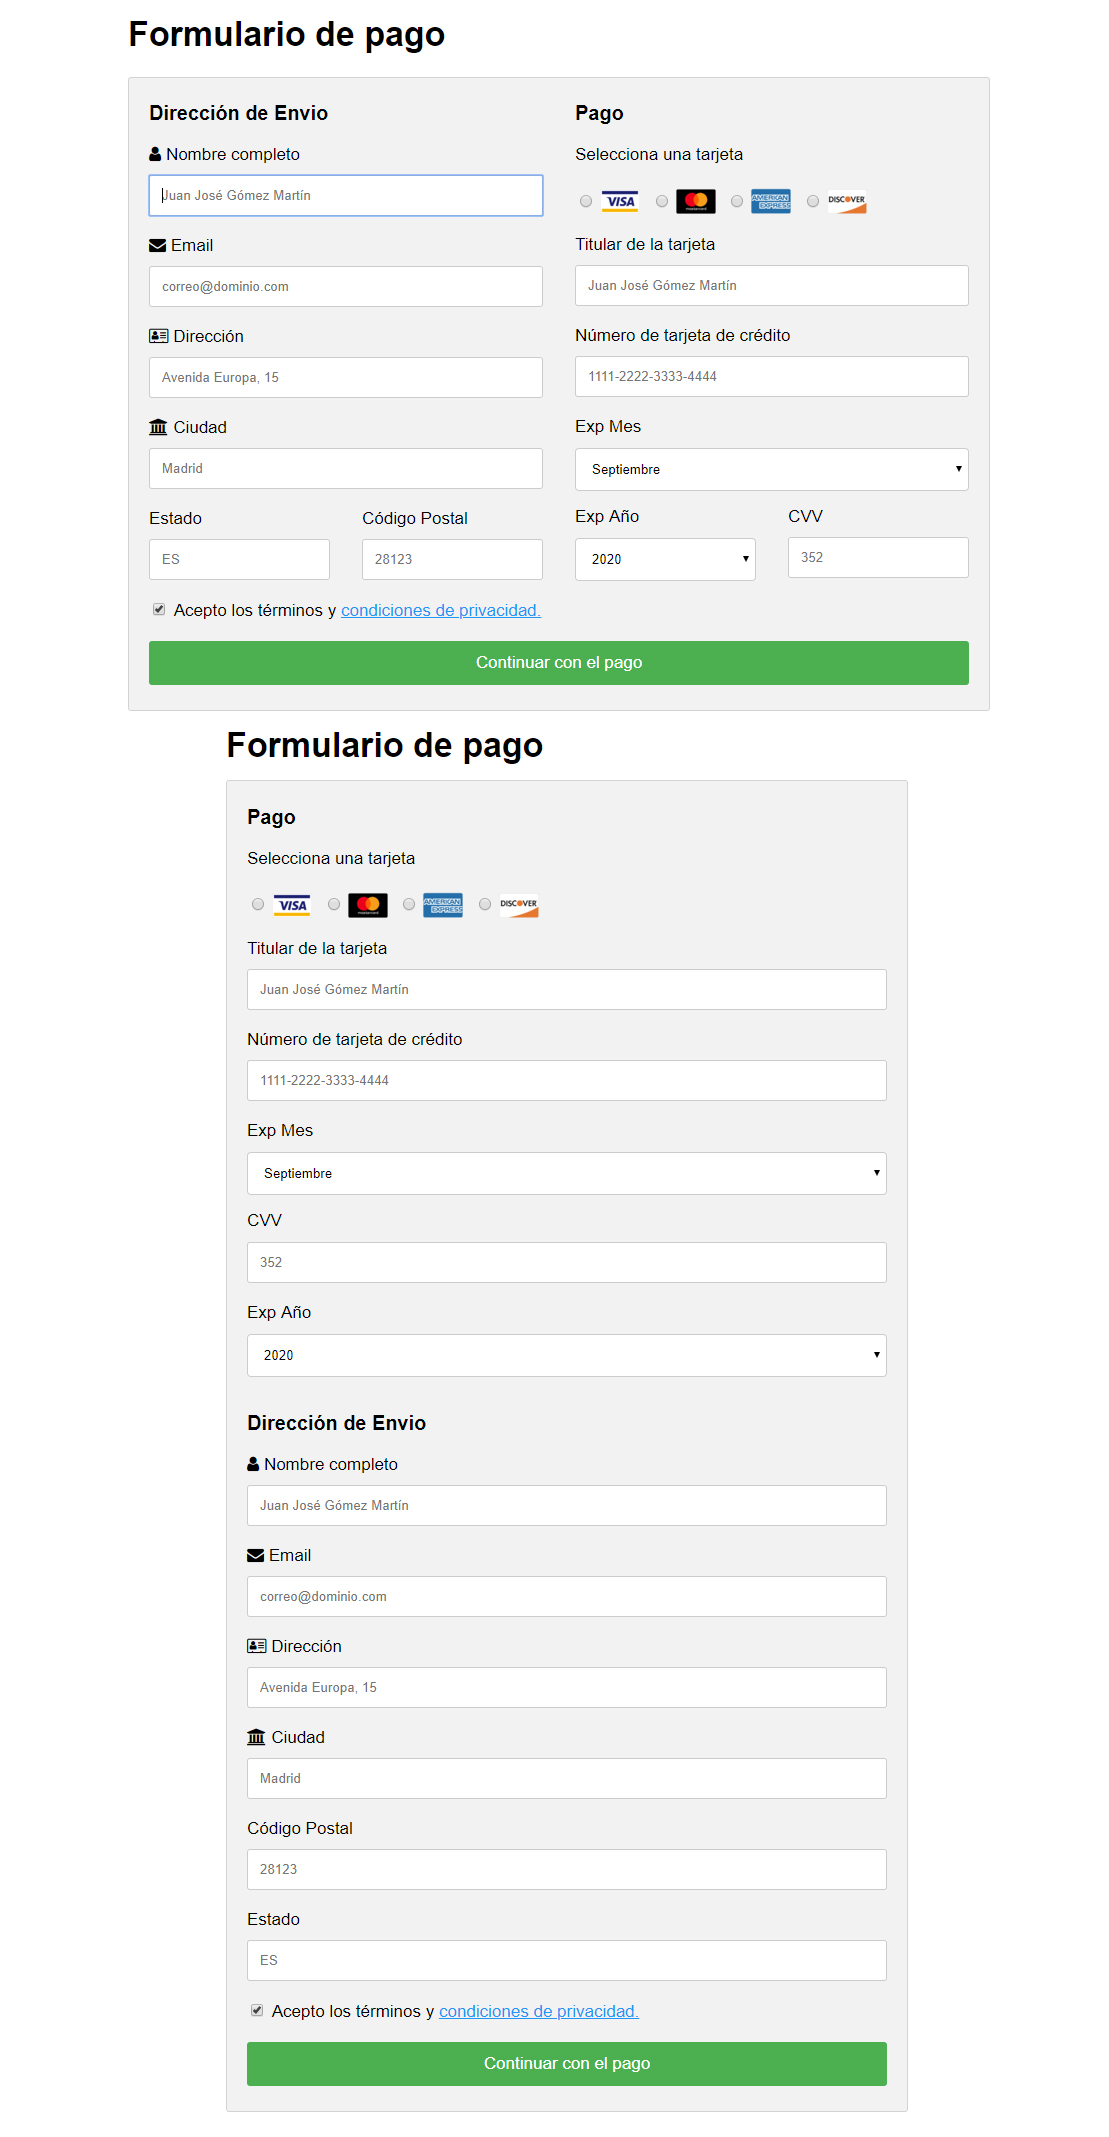 Formulario de pago
Dirección de Envio
Nombre completo
Juan José Gómez Martín
Email
correo@dominio.com
Dirección
Avenida Europa, 15
Ciudad
Madrid
Estado
ES
Código Postal
28123
Pago
Selecciona una tarjeta
VISA
mastercard
AMERICAN EXPRESS
DISCOVER
Titular de la tarjeta
Juan José Gómez Martín
Número de tarjeta de crédito
1111-2222-3333-4444
Exp Mes
Septiembre
Exp Año
2020
CVV
352
Acepto los términos y condiciones de privacidad.
Continuar con el pago
Formulario de pago
Pago
Selecciona una tarjeta
VISA
mastercard
AMERICAN EXPRESS
DISCOVER
Titular de la tarjeta
Juan José Gómez Martín
Número de tarjeta de crédito
1111-2222-3333-4444
Exp Mes
Septiembre
CVV
352
Exp Año
2020
Dirección de Envio
Nombre completo
Juan José Gómez Martín
Email
correo@dominio.com
Dirección
Avenida Europa, 15
Ciudad
Madrid
Código Postal
28123
Estado
ES
Acepto los términos y condiciones de privacidad.
Continuar con el pago